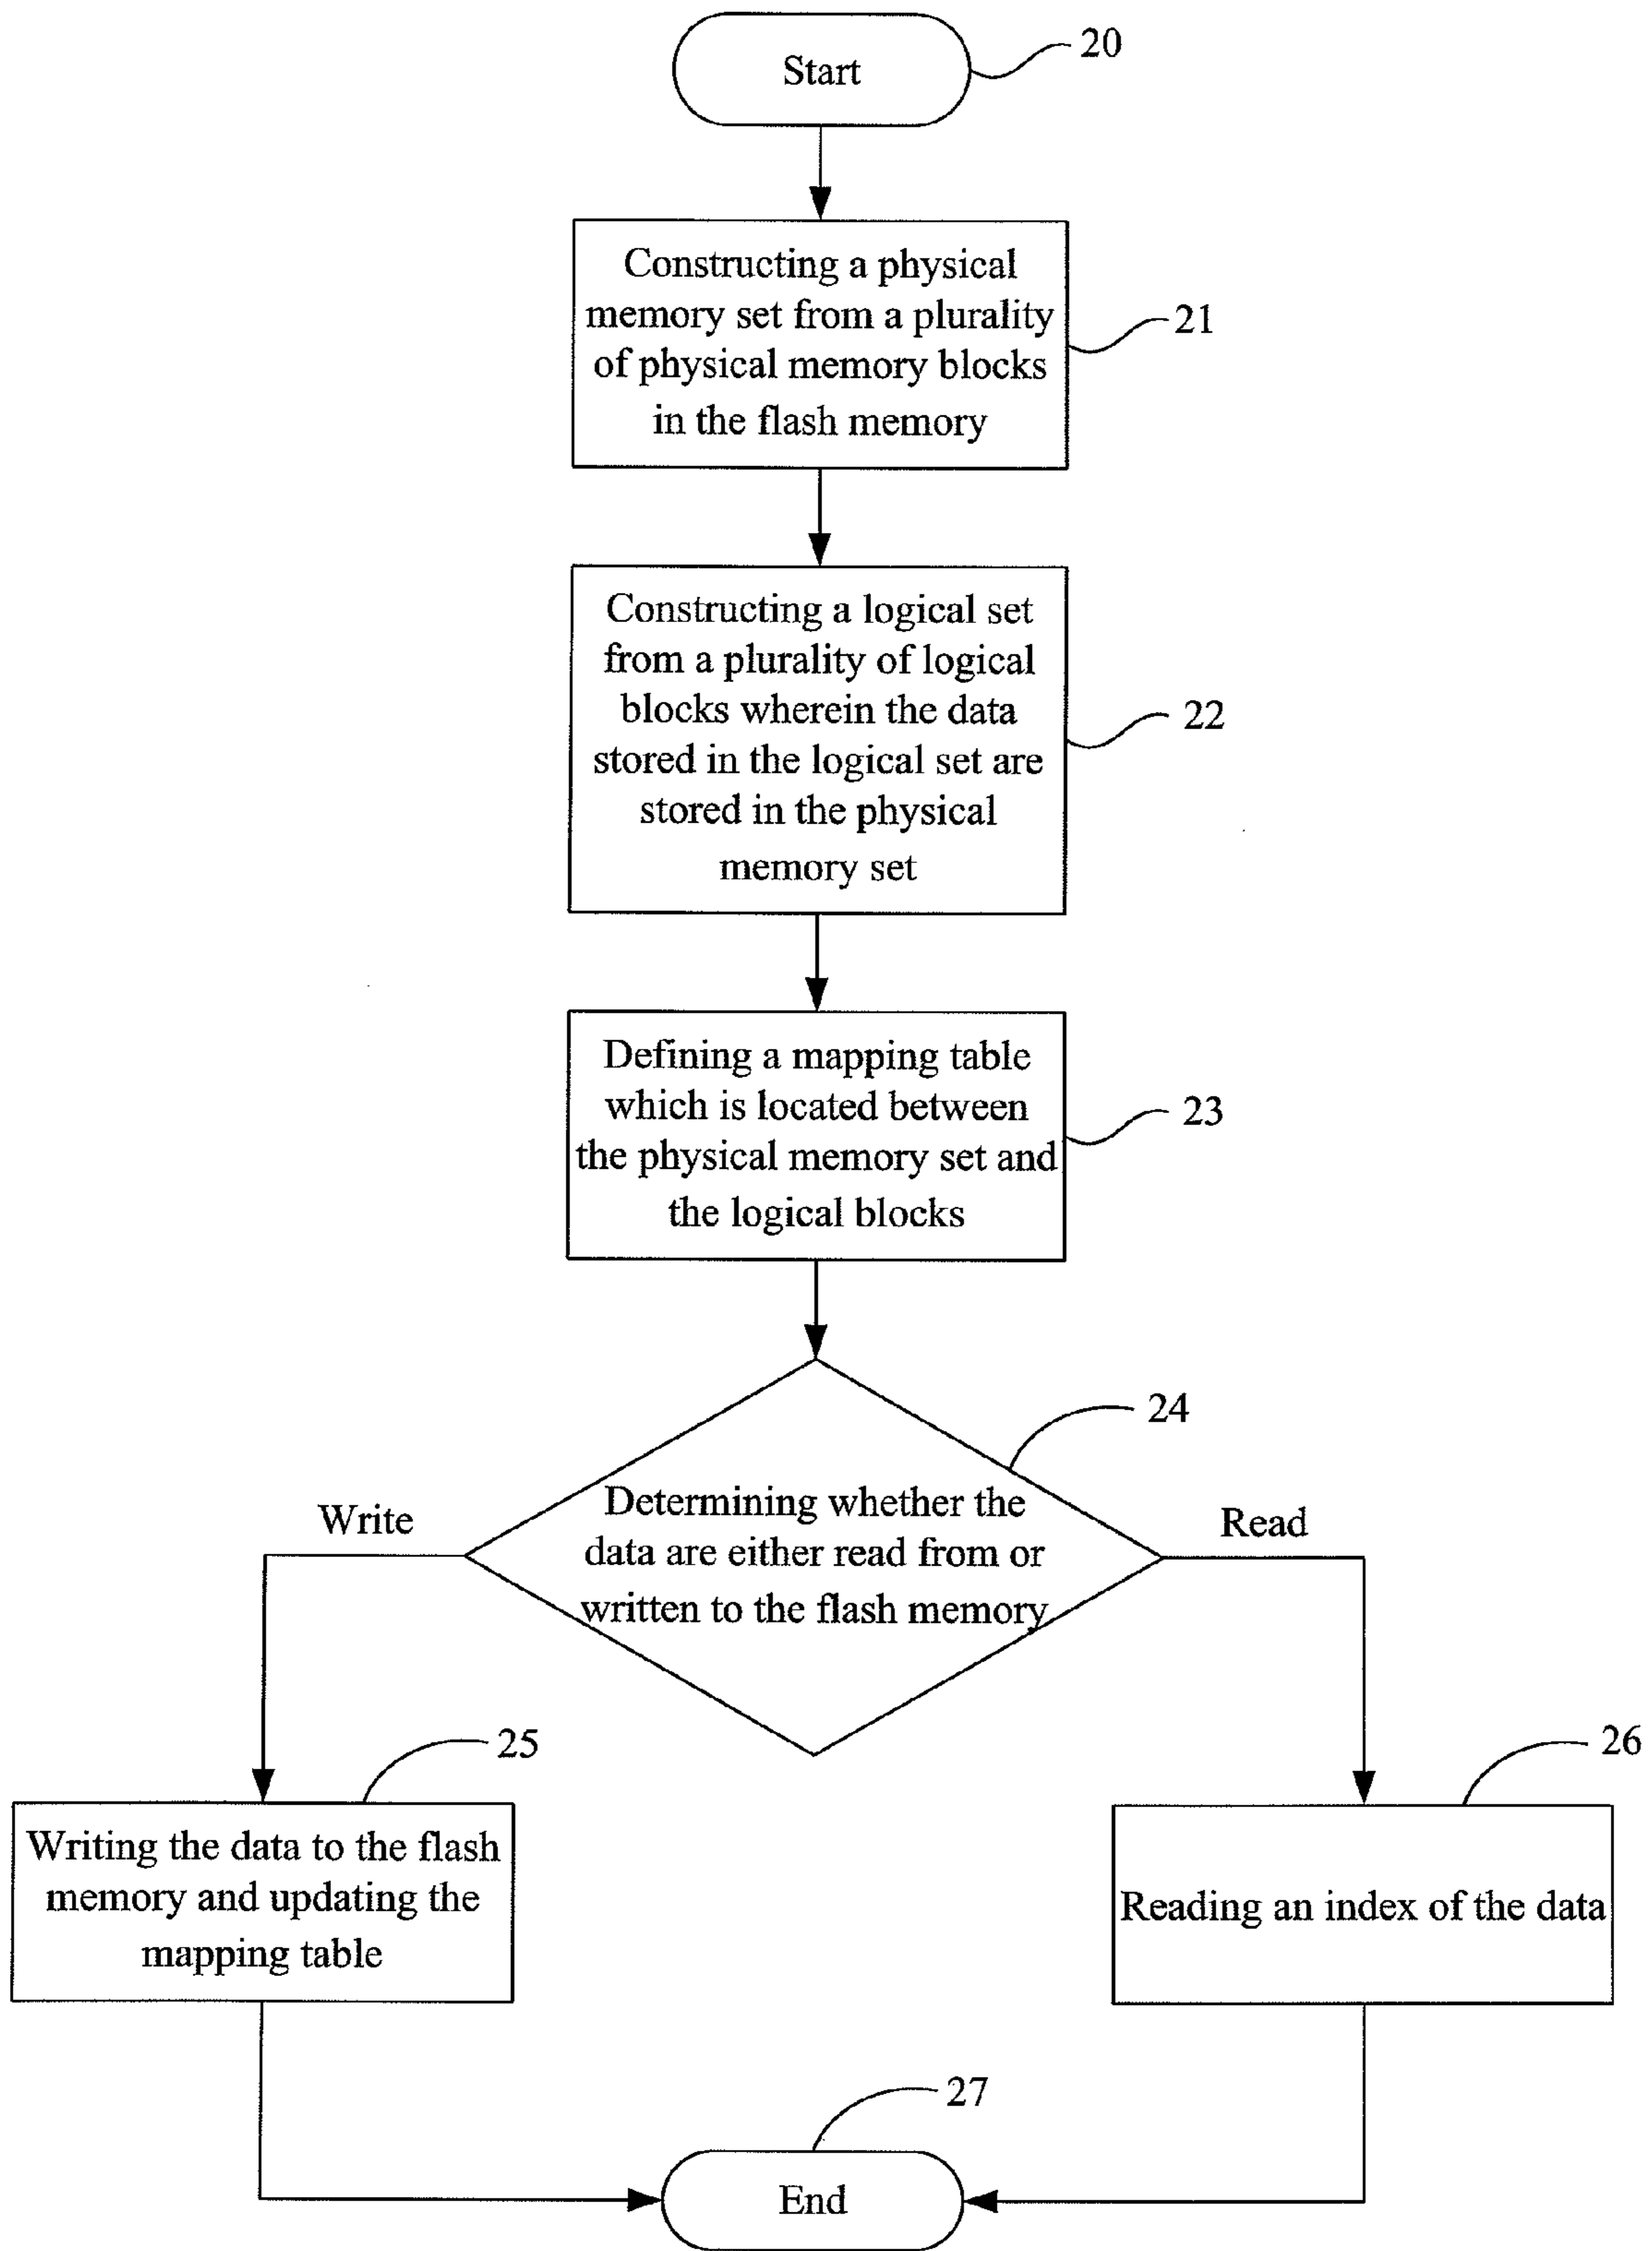 Start
20
Constructing a physical
memory set from a plurality
of physical memory blocks
in the flash memory
21
Constructing a logical set
from a plurality of logical
blocks wherein the data
stored in the logical set are
stored in the physical
memory set
22
Defining a mapping table
which is located between
the physical memory set and
the logical blocks
23
24
Write
Determining whether the
data are either read from or
written to the flash memory
Read
25
Writing the data to the flash
memory and updating the
mapping table
26
Reading an index of the data
27
End